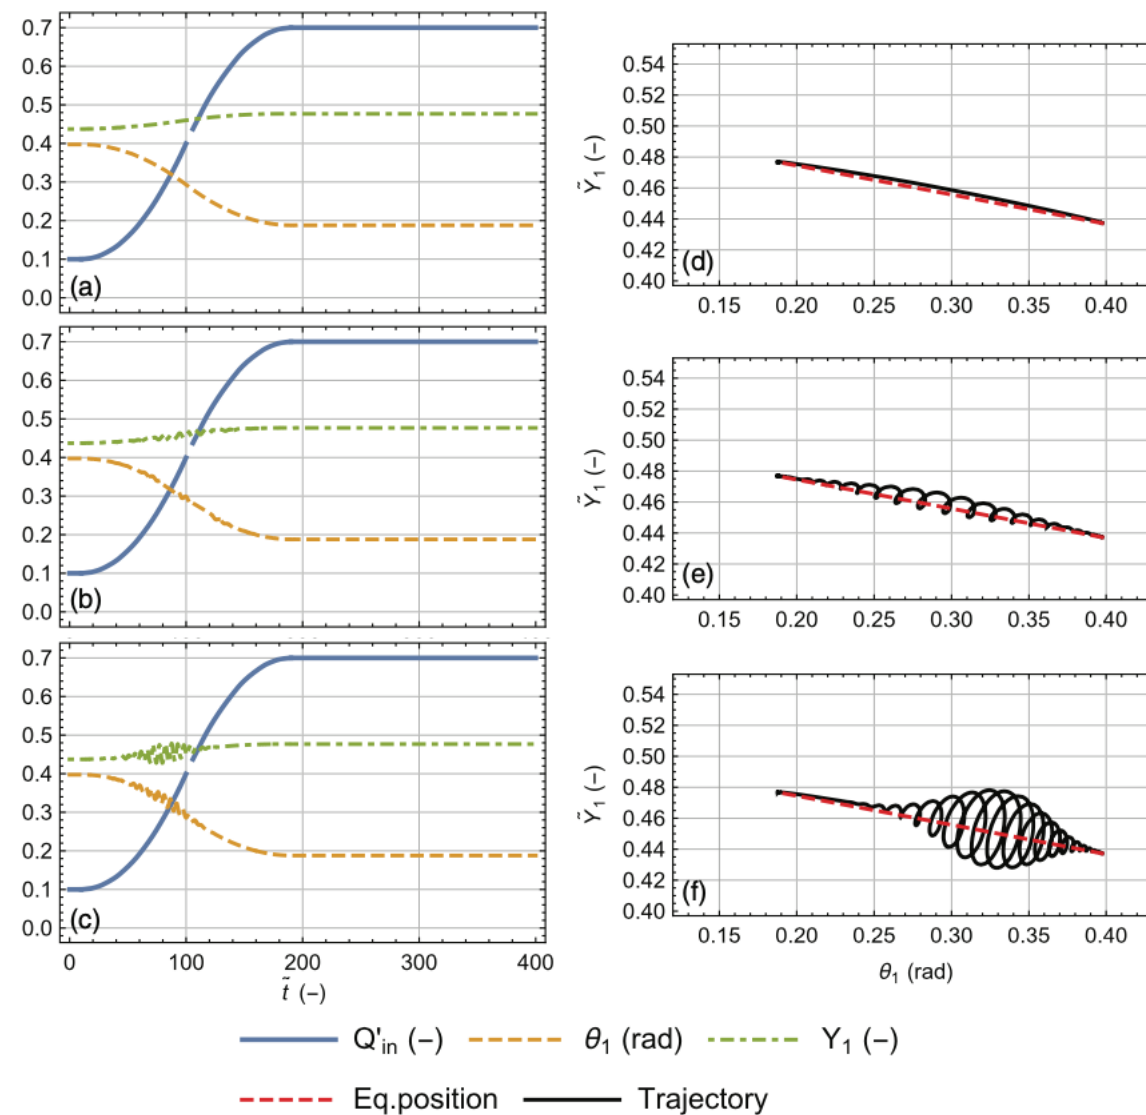 0.7
0.6
0.5
0.4
0.3
0.2
0.1
0.0
(a)
0.7
0.6
0.5
0.4
0.3
0.2
0.1
0.0
(b)
0.7
0.6
0.5
0.4
0.3
0.2
0.1
0.0
(c)
0 100 200 300 400
t̃ (−)
0.54
0.52
0.50
0.48
0.46
0.44
0.42
0.40
Ỹ₁ (−)
(d)
0.15 0.20 0.25 0.30 0.35 0.40
0.54
0.52
0.50
0.48
0.46
0.44
0.42
0.40
Ỹ₁ (−)
(e)
0.15 0.20 0.25 0.30 0.35 0.40
0.54
0.52
0.50
0.48
0.46
0.44
0.42
0.40
Ỹ₁ (−)
(f)
0.15 0.20 0.25 0.30 0.35 0.40
θ₁ (rad)
Q'in (−) θ₁ (rad) Y₁ (−)
Eq.position Trajectory